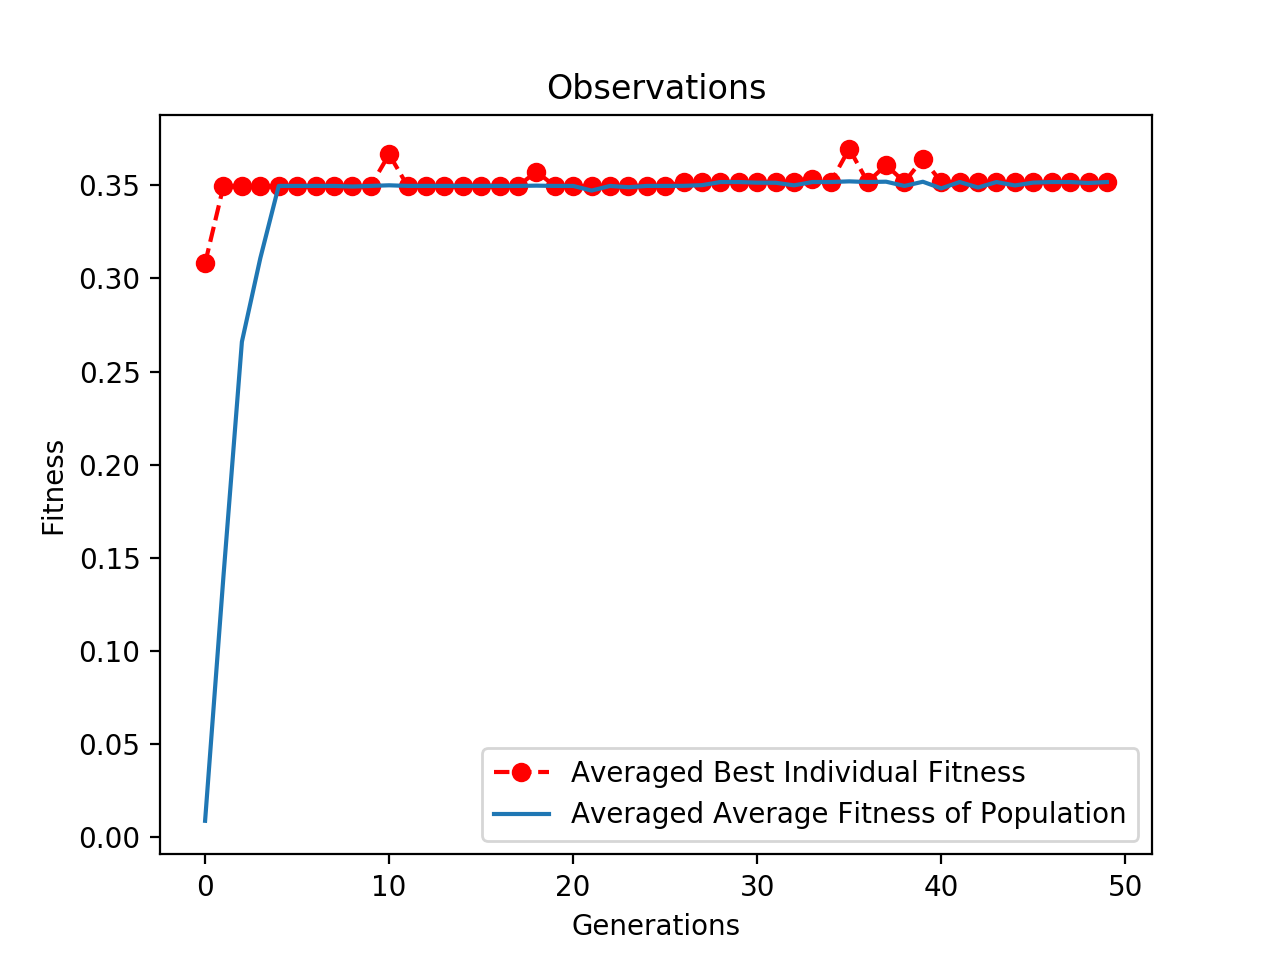 Observations
0.35
0.30
0.25
0.20
0.15
0.10
0.05
0.00
Fitness
Averaged Best Individual Fitness
Averaged Average Fitness of Population
0 10 20 30 40 50
Generations